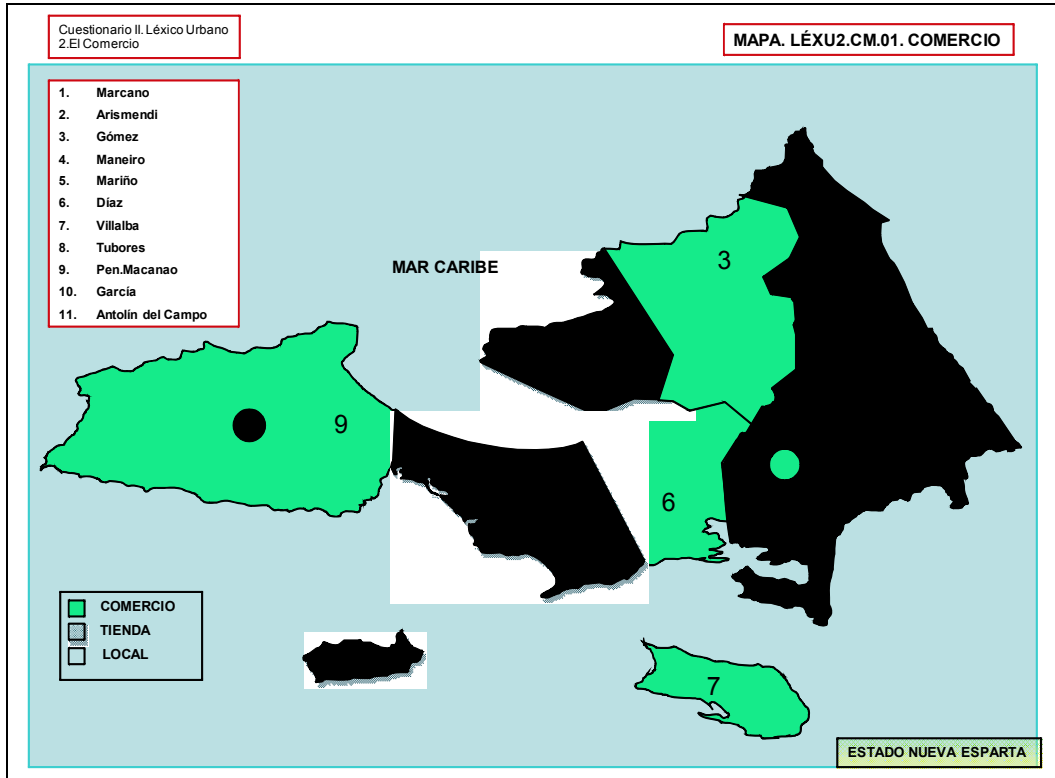 Cuestionario II. Léxico Urbano
2.El Comercio
MAPA. LÉXU2.CM.01. COMERCIO
1. Marcano
2. Arismendi
3. Gómez
4. Maneiro
5. Mariño
6. Díaz
7. Villalba
8. Tubores
9. Pen.Macanao
10. García
11. Antolín del Campo
MAR CARIBE
3
9
6
7
COMERCIO
TIENDA
LOCAL
ESTADO NUEVA ESPARTA